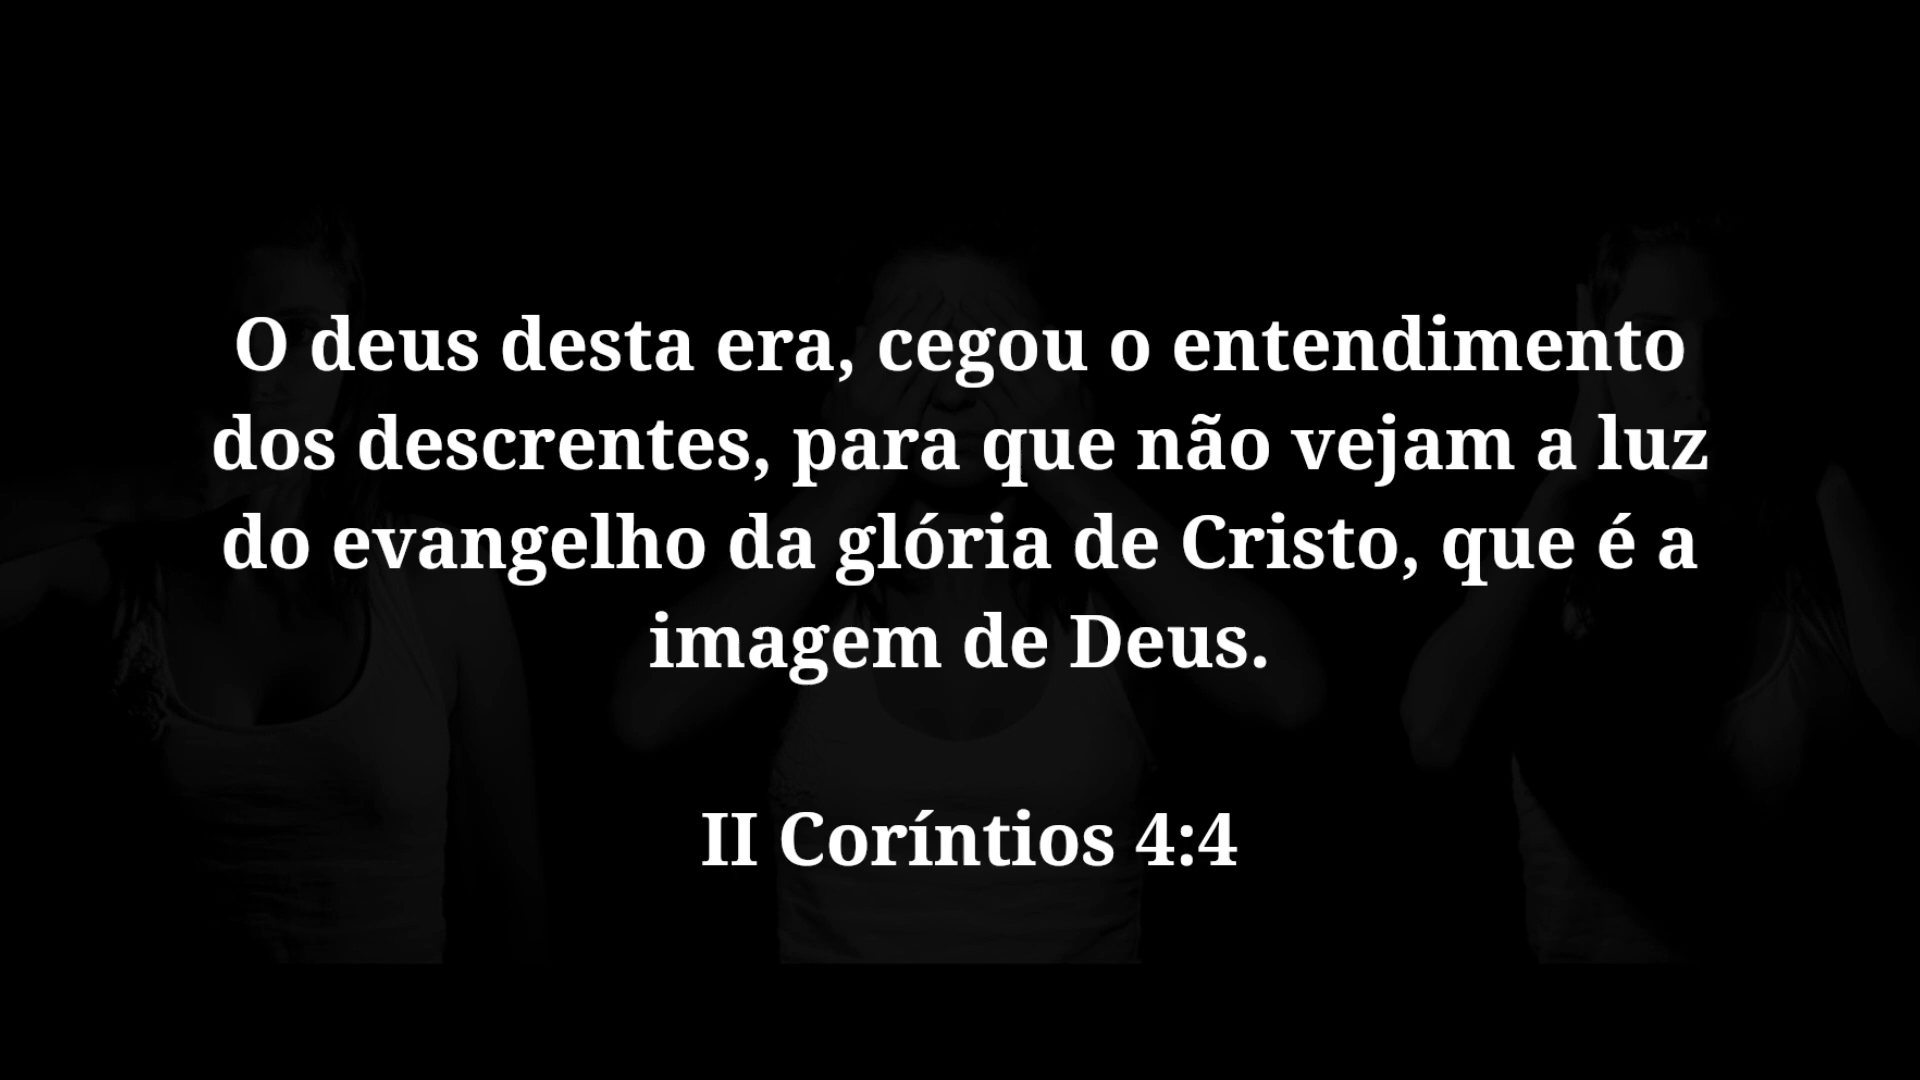 O deus desta era, cegou o entendimento
dos descrentes, para que não vejam a luz
do evangelho da glória de Cristo, que é a
imagem de Deus.
II Coríntios 4:4